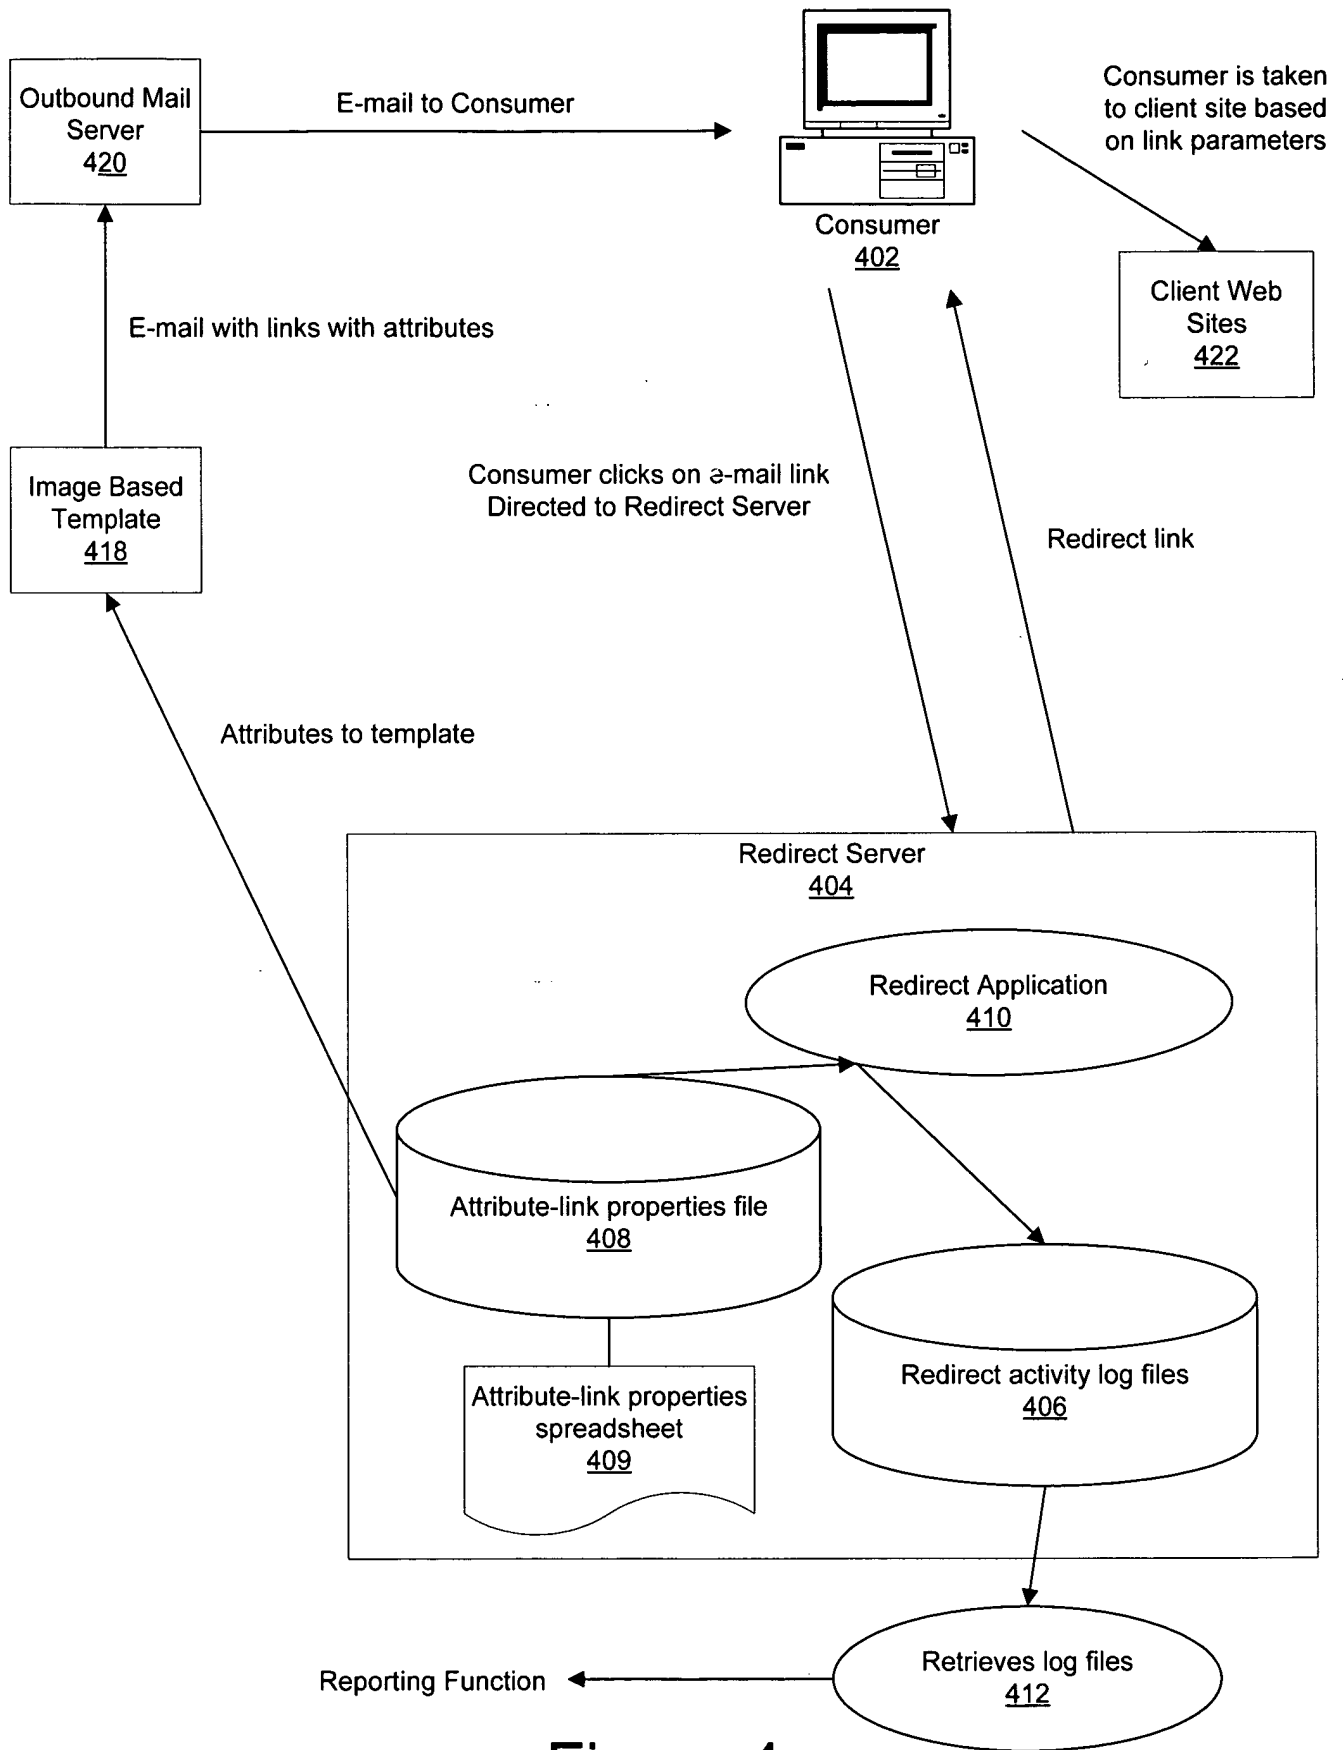 Outbound Mail
Server
420
E-mail to Consumer
Consumer is taken
to client site based
on link parameters
Consumer
402
Client Web
Sites
422
E-mail with links with attributes
Image Based
Template
418
Consumer clicks on e-mail link
Directed to Redirect Server
Redirect link
Attributes to template
Redirect Server
404
Redirect Application
410
Attribute-link properties file
408
Redirect activity log files
406
Attribute-link properties
spreadsheet
409
Retrieves log files
412
Reporting Function
Figure 4